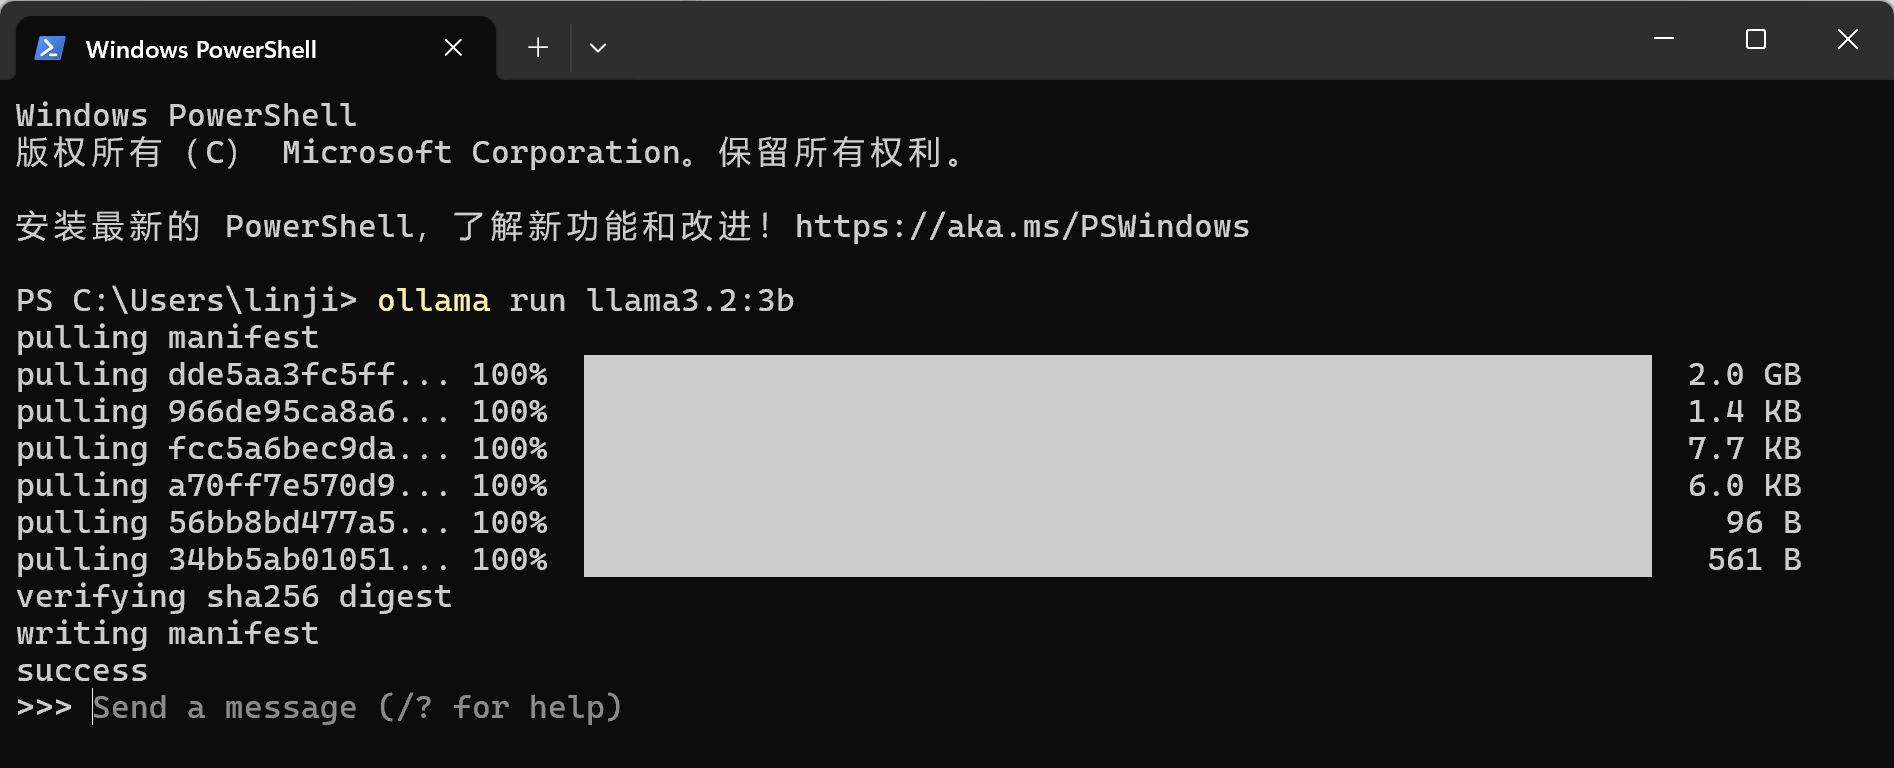 Windows PowerShell
Windows PowerShell
版权所有 (C) Microsoft Corporation。保留所有权利。
安装最新的 PowerShell,了解新功能和改进!https://aka.ms/PSWindows
PS C:\Users\linji> ollama run llama3.2:3b
pulling manifest
pulling dde5aa3fc5ff... 100% 2.0 GB
pulling 966de95ca8a6... 100% 1.4 KB
pulling fcc5a6bec9da... 100% 7.7 KB
pulling a70ff7e570d9... 100% 6.0 KB
pulling 56bb8bd477a5... 100% 96 B
pulling 34bb5ab01051... 100% 561 B
verifying sha256 digest
writing manifest
success
>>> Send a message (/? for help)